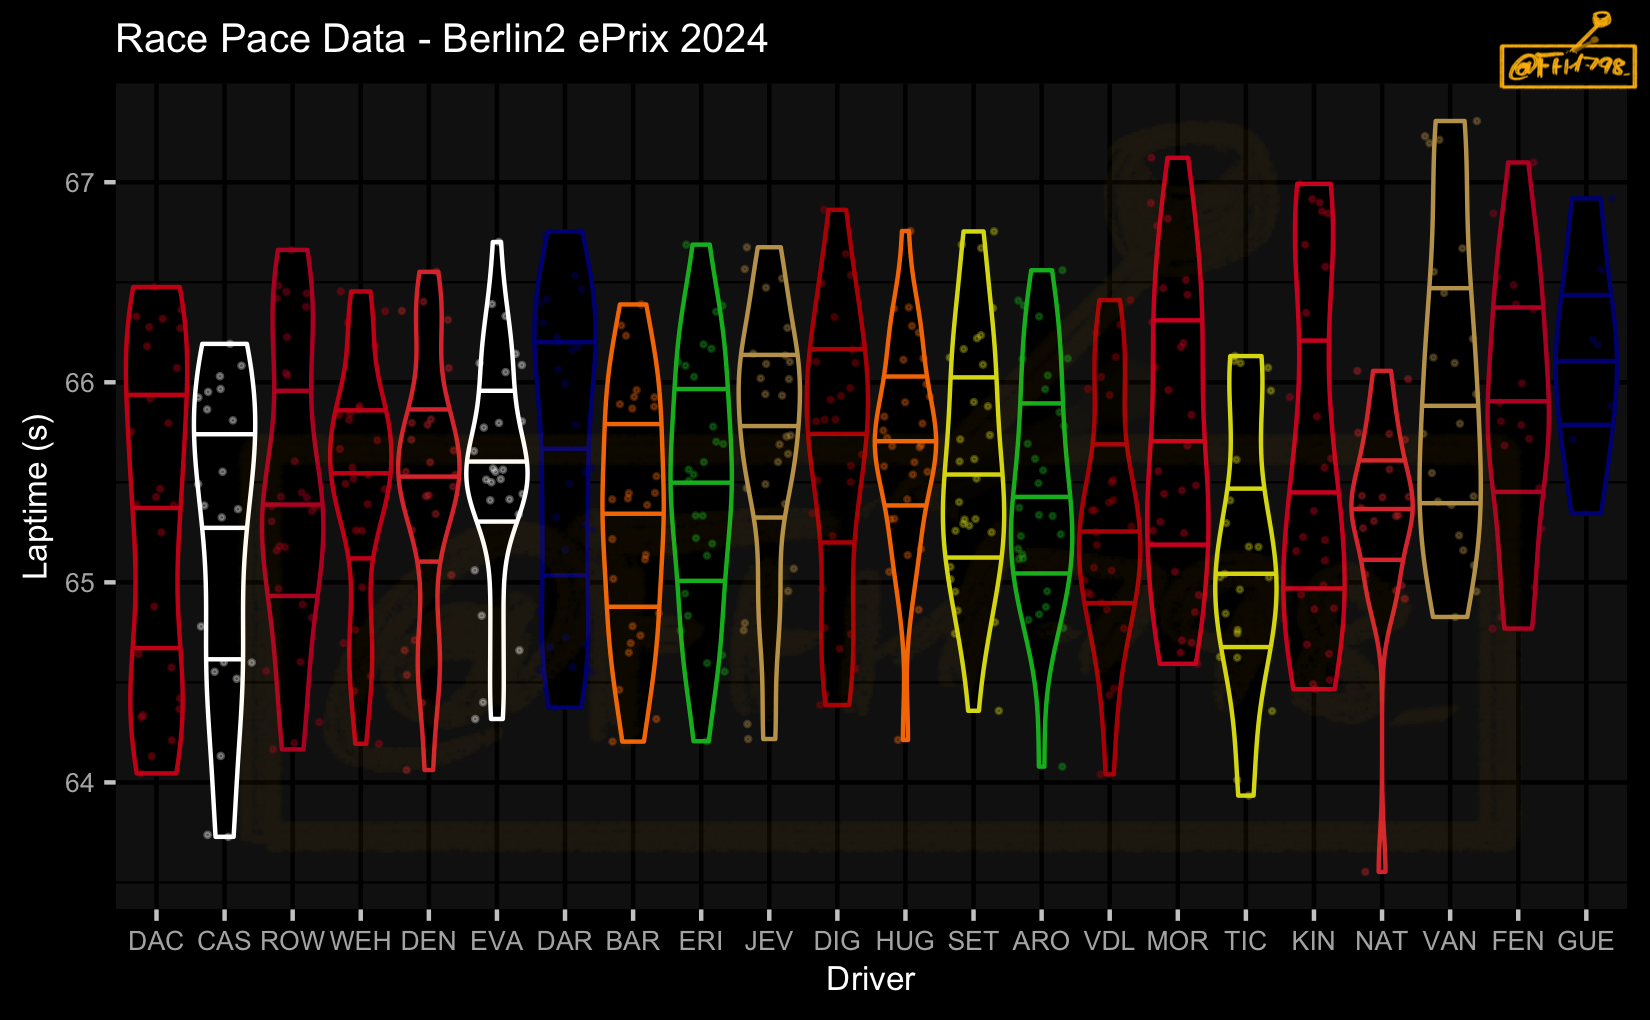 Race Pace Data - Berlin2 ePrix 2024
@FFH798
Laptime (s)
67
66
65
64
DAC CAS ROW WEH DEN EVA DAR BAR ERI JEV DIG HUG SET ARO VDL MOR TIC KIN NAT VAN FEN GUE
Driver